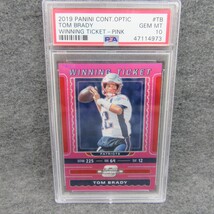 2019 PANINI CONT. OPTIC #TB
TOM BRADY GEM MT
WINNING TICKET - PINK 10
PSA 47114973
WINNING TICKET
PATRIOTS
TOM BRADY